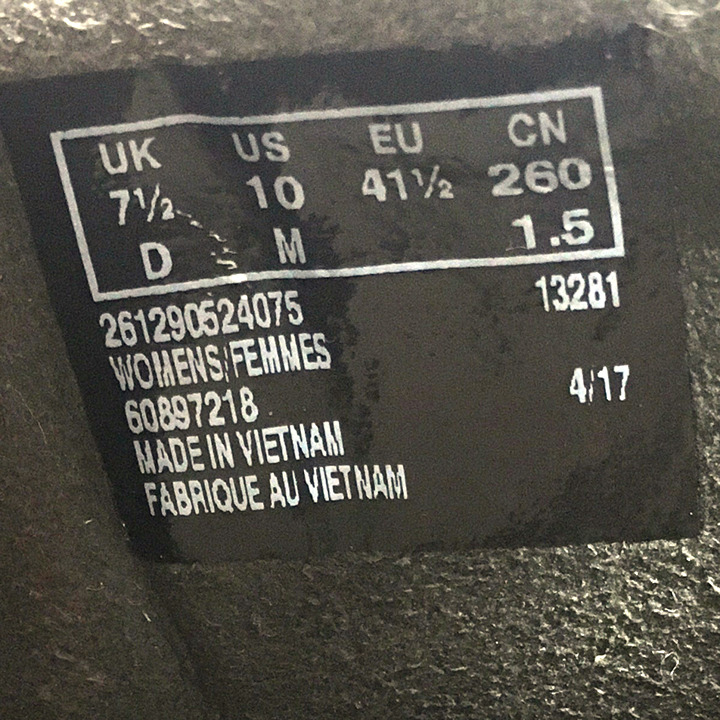 UK US EU CN
7½ 10 41½ 260
D M 1.5
261290524075 13281
WOMENS/FEMMES
60897218 4/17
MADE IN VIETNAM
FABRIQUE AU VIETNAM